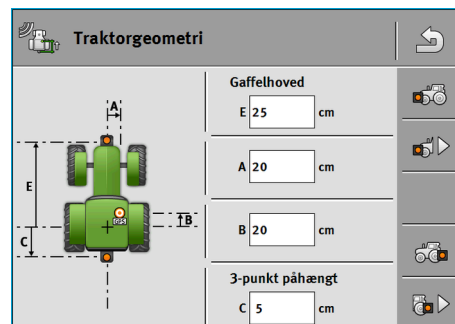 Traktorgeometri
A
E
GPS
B
C
Gaffelhoved
E 25 cm
A 20 cm
B 20 cm
3-punkt påhængt
C 5 cm